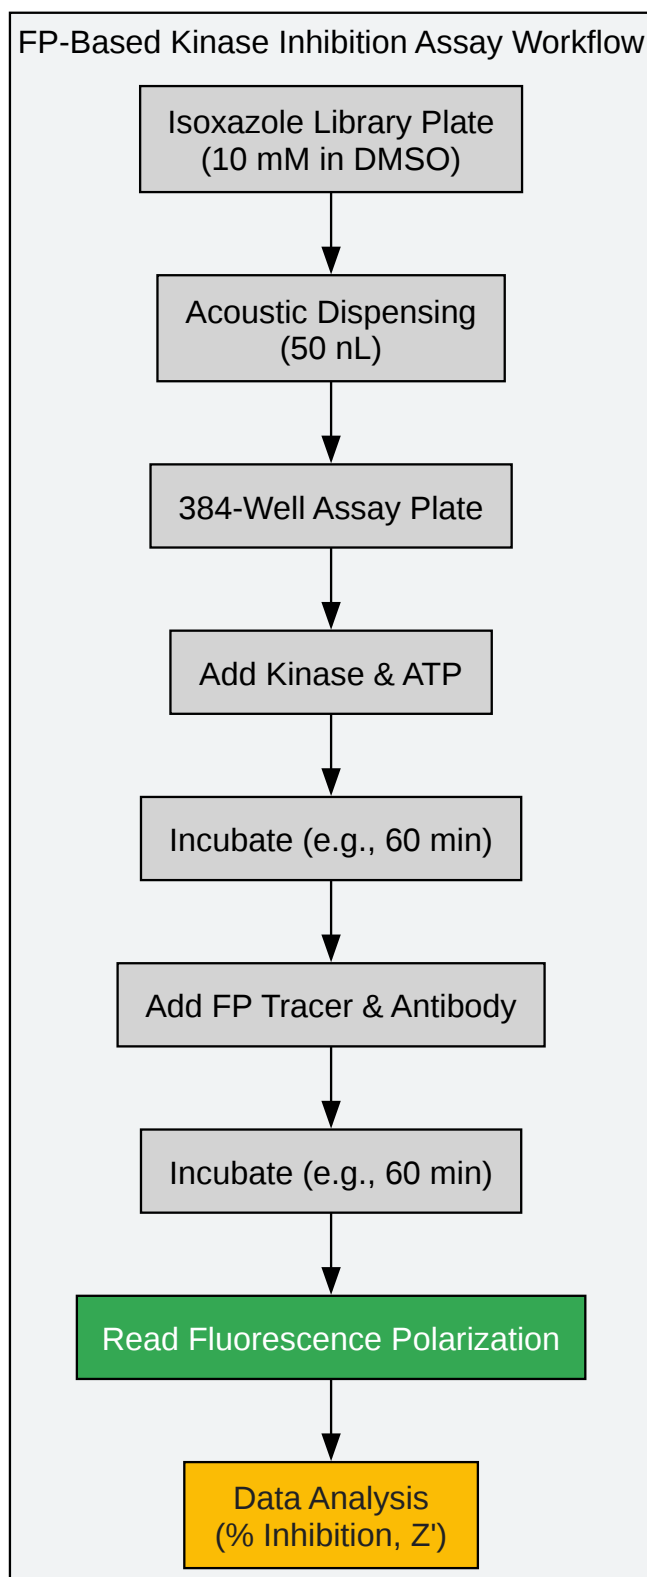 FP-Based Kinase Inhibition Assay Workflow
Isoxazole Library Plate
(10 mM in DMSO)
Acoustic Dispensing
(50 nL)
384-Well Assay Plate
Add Kinase & ATP
Incubate (e.g., 60 min)
Add FP Tracer & Antibody
Incubate (e.g., 60 min)
Read Fluorescence Polarization
Data Analysis
(% Inhibition, Z')